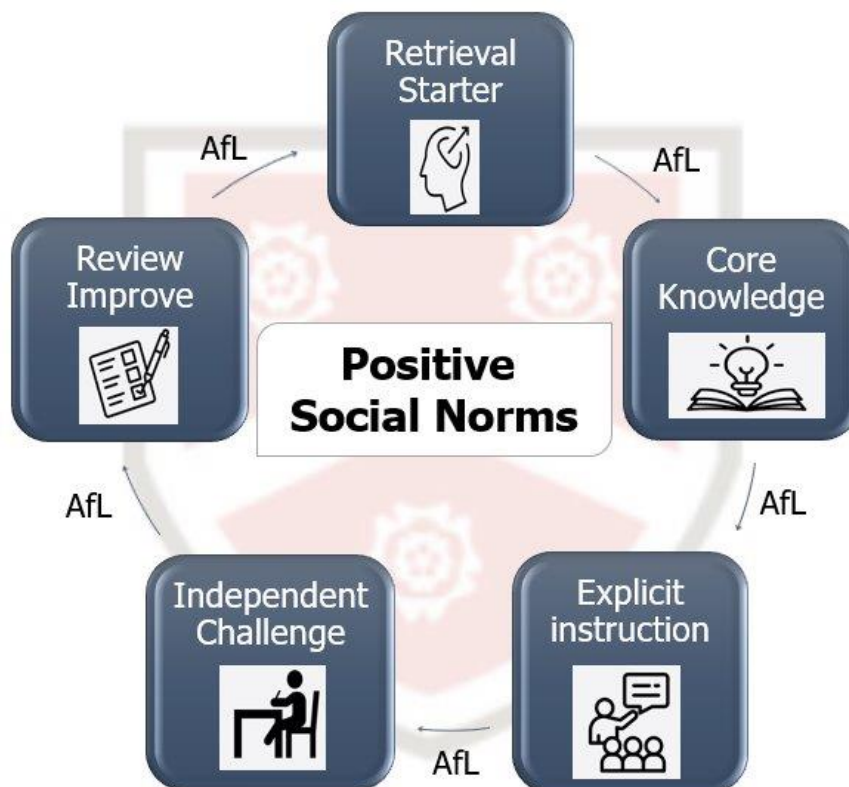 Retrieval
Starter
AfL
AfL
Review
Improve
Core
Knowledge
Positive
Social Norms
AfL
AfL
Independent
Challenge
Explicit
instruction
AfL